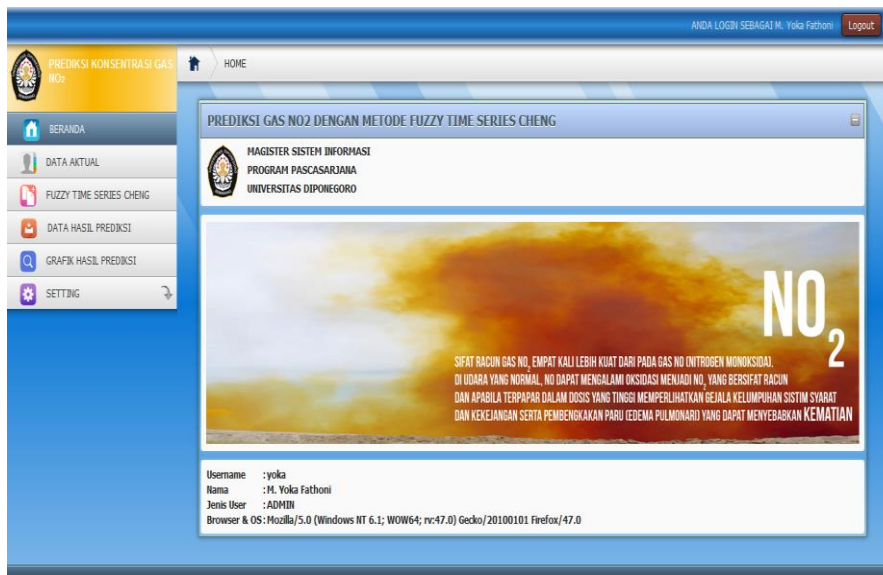 ANDA LOGIN SEBAGAI M. Yoka Fathoni Logout
PREDIKSI KONSENTRASI GAS
NO2
HOME
BERANDA
DATA AKTUAL
FUZZY TIME SERIES CHENG
DATA HASIL PREDIKSI
GRAFIK HASIL PREDIKSI
SETTING
PREDIKSI GAS NO2 DENGAN METODE FUZZY TIME SERIES CHENG
MAGISTER SISTEM INFORMASI
PROGRAM PASCASARJANA
UNIVERSITAS DIPONEGORO
NO2
SIFAT RACUN GAS NO2 EMPAT KALI LEBIH KUAT DARI PADA GAS NO (NITROGEN MONOKSIDA).
DI UDARA YANG NORMAL, NO DAPAT MENGALAMI OKSIDASI MENJADI NO2 YANG BERSIFAT RACUN
DAN APABILA TERPAPAR DALAM DOSIS YANG TINGGI MEMPERLIHATKAN GEJALA KELUMPUHAN SISTIM SYARAT
DAN KEKEJANGAN SERTA PEMBENGKAKAN PARU (EDEMA PULMONARI) YANG DAPAT MENYEBABKAN KEMATIAN
Username : yoka
Nama : M. Yoka Fathoni
Jenis User : ADMIN
Browser & OS : Mozilla/5.0 (Windows NT 6.1; WOW64; rv:47.0) Gecko/20100101 Firefox/47.0